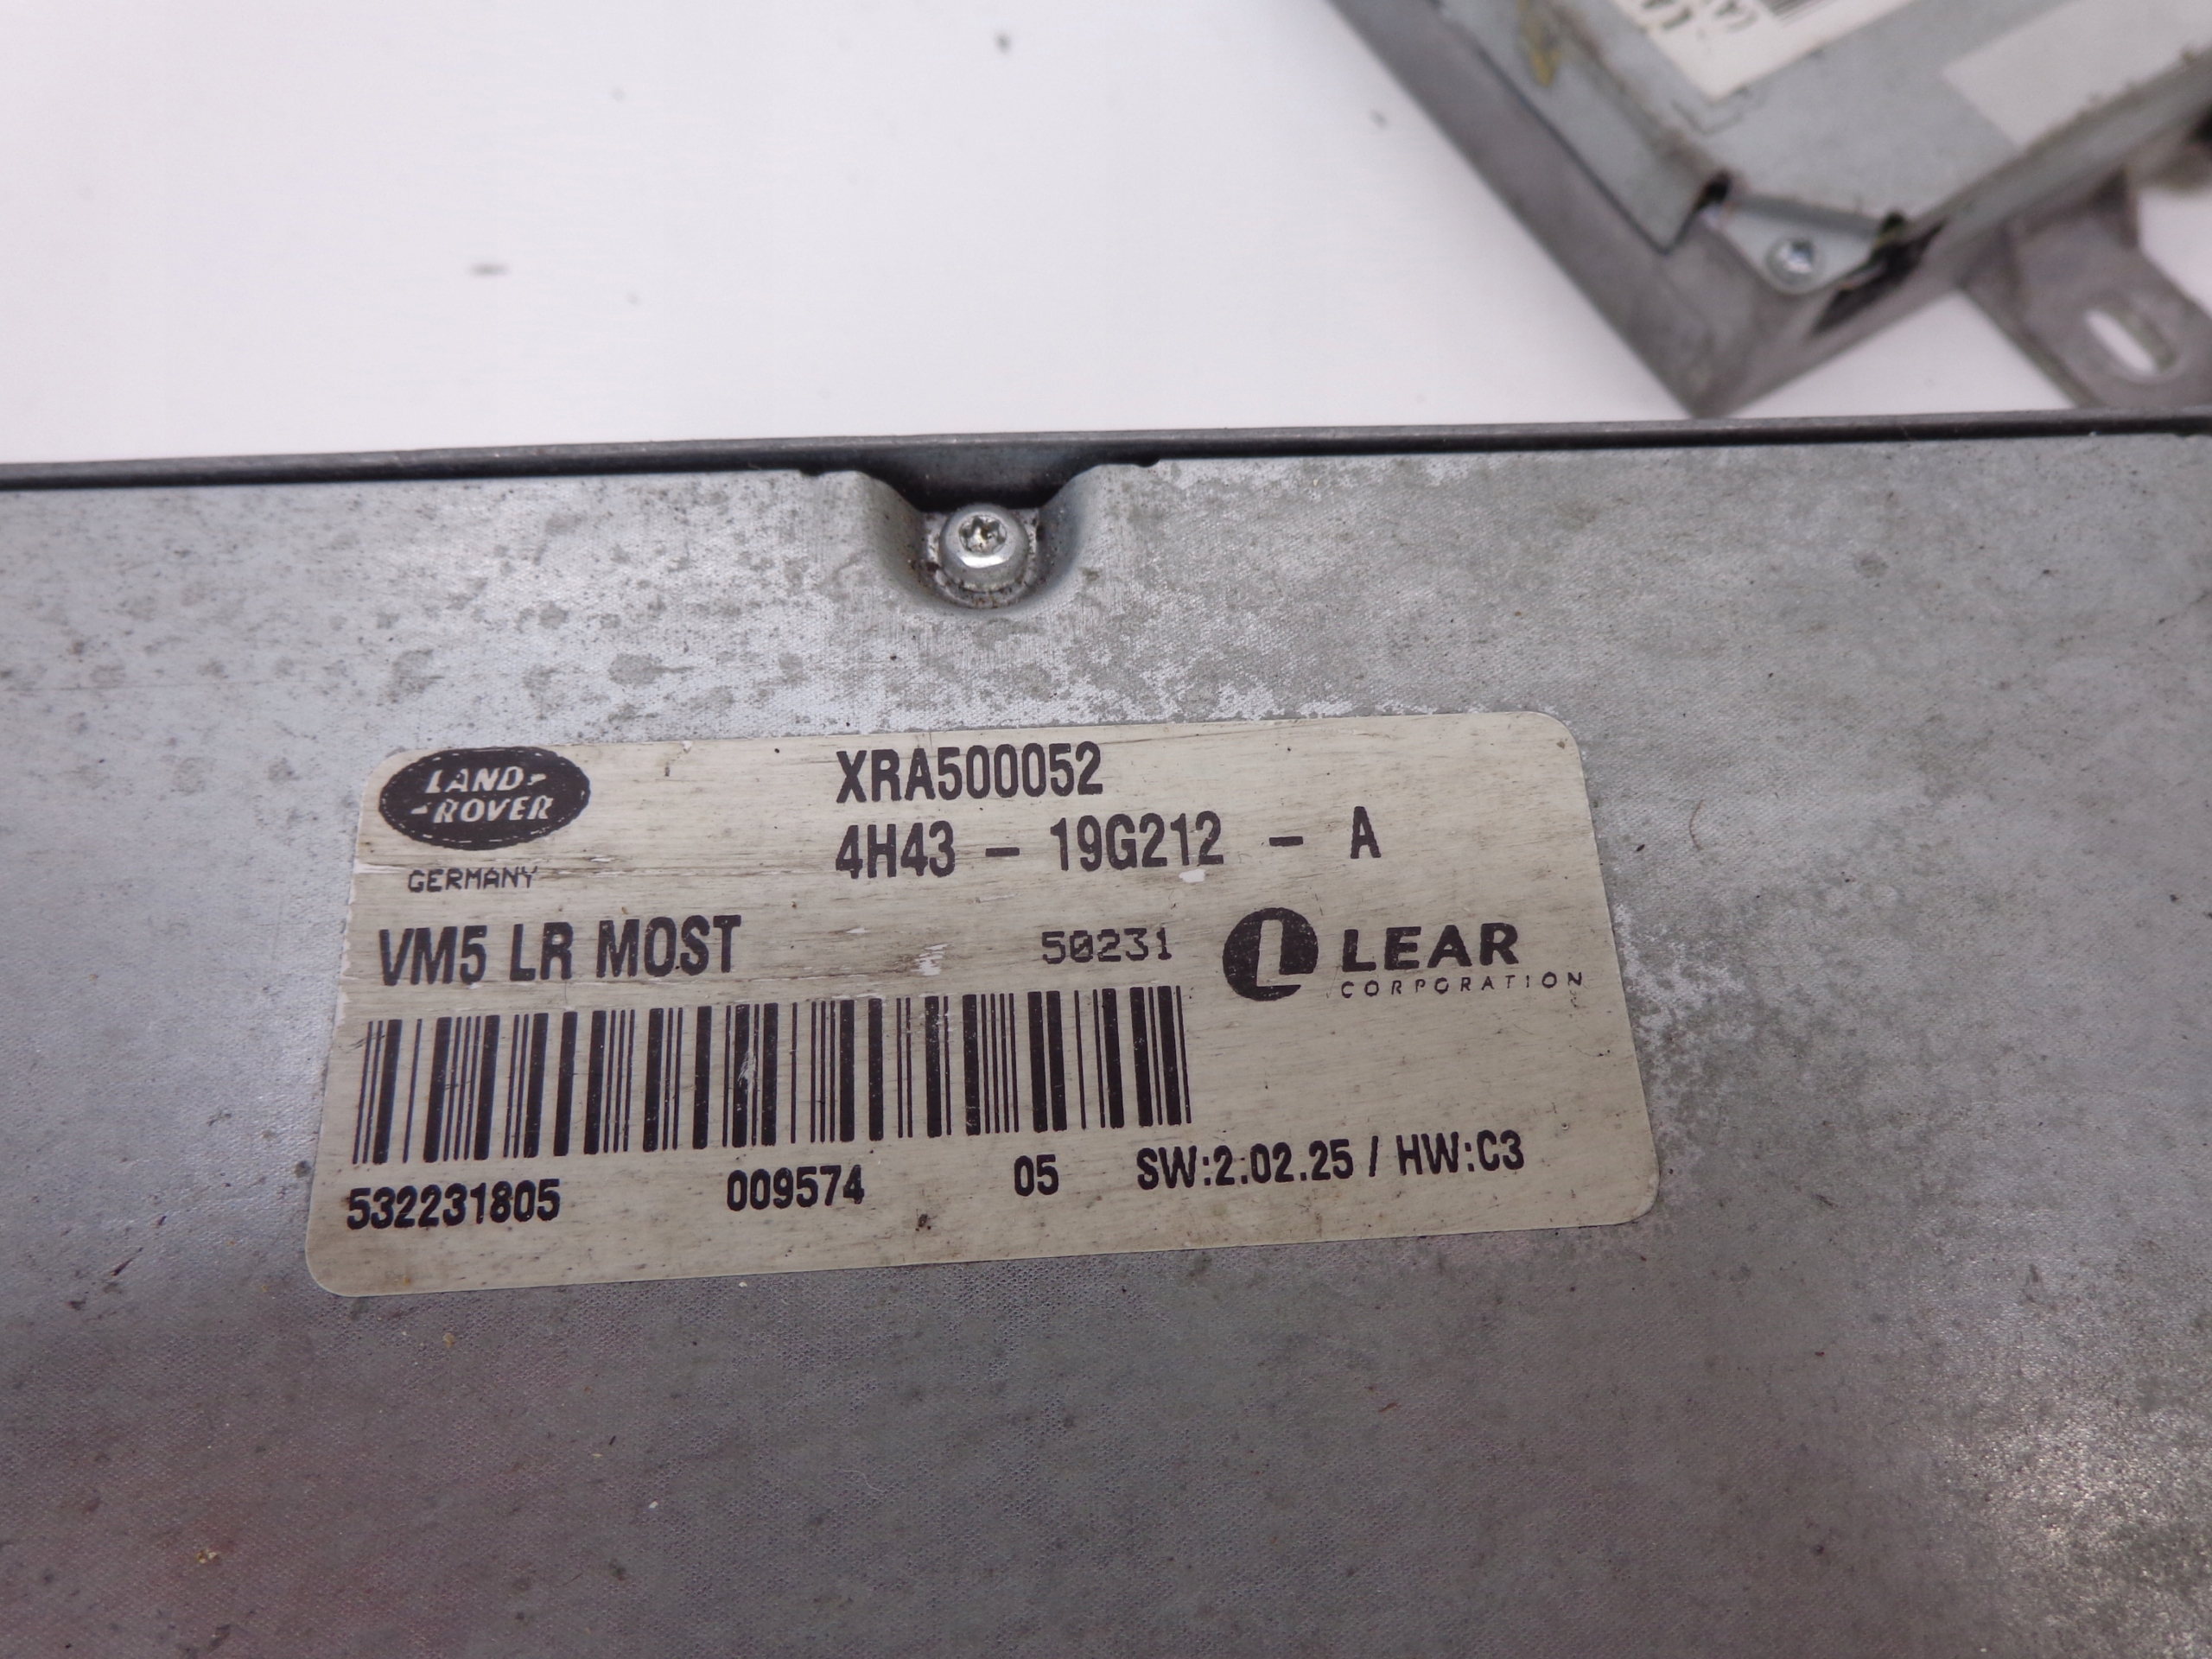 LAND-
-ROVER
GERMANY
XRA500052
4H43 - 19G212 - A
VM5 LR MOST
50231
L LEAR
CORPORATION
532231805 009574 05 SW:2.02.25 / HW:C3